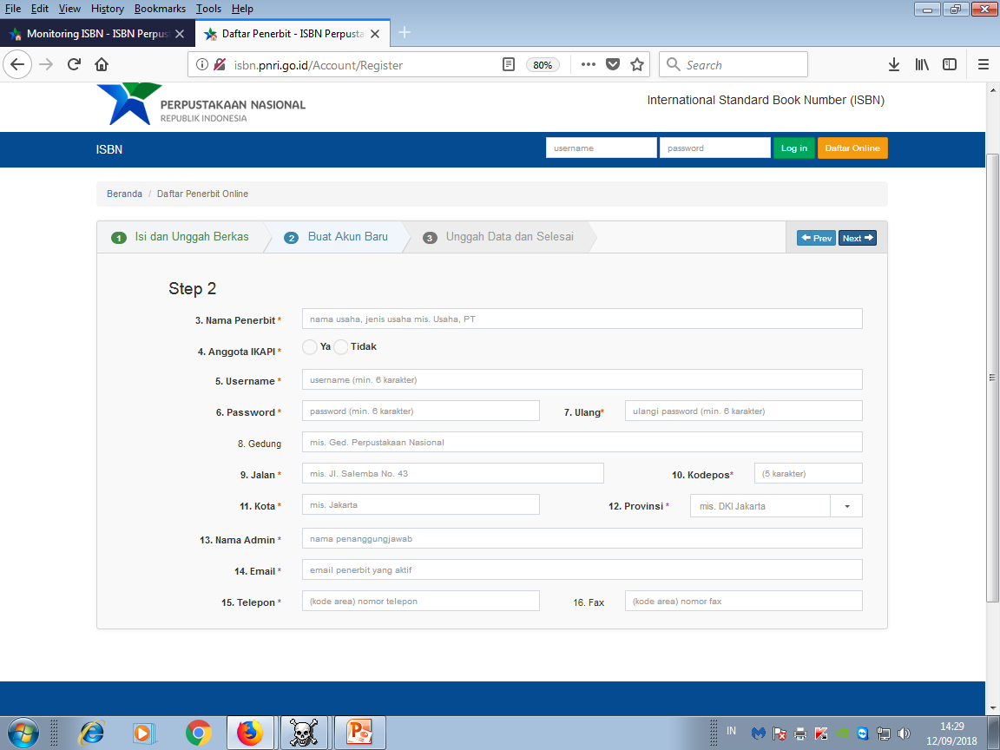 File Edit View History Bookmarks Tools Help
Monitoring ISBN - ISBN Perpus
Daftar Penerbit - ISBN Perpusta
isbn.pnri.go.id/Account/Register 80% Search
PERPUSTAKAAN NASIONAL
REPUBLIK INDONESIA
International Standard Book Number (ISBN)
ISBN username password Log in Daftar Online
Beranda / Daftar Penerbit Online
1 Isi dan Unggah Berkas 2 Buat Akun Baru 3 Unggah Data dan Selesai Prev Next
Step 2
3. Nama Penerbit * nama usaha, jenis usaha mis. Usaha, PT
4. Anggota IKAPI * Ya Tidak
5. Username * username (min. 6 karakter)
6. Password * password (min. 6 karakter) 7. Ulang* ulangi password (min. 6 karakter)
8. Gedung mis. Ged. Perpustakaan Nasional
9. Jalan * mis. Jl. Salemba No. 43 10. Kodepos* (5 karakter)
11. Kota * mis. Jakarta 12. Provinsi * mis. DKI Jakarta
13. Nama Admin * nama penanggungjawab
14. Email * email penerbit yang aktif
15. Telepon * (kode area) nomor telepon 16. Fax (kode area) nomor fax
IN
14:29
12/09/2018